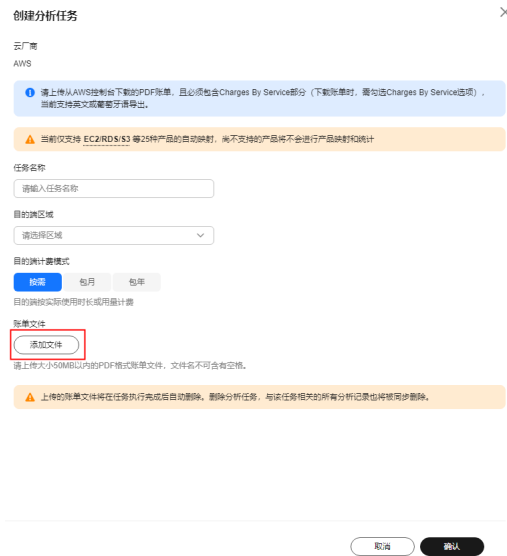 创建分析任务
云厂商
AWS
请上传从AWS控制台下载的PDF账单，且必须包含Charges By Service部分（下载账单时，需勾选Charges By Service选项），
当前支持英文或葡萄牙语导出。
当前仅支持 EC2/RDS/S3 等25种产品的自动映射，尚不支持的产品将不会进行产品映射和统计
任务名称
请输入任务名称
目的端区域
请选择区域
目的端计费模式
按需 包月 包年
目的端按实际使用时长或用量计费
账单文件
添加文件
请上传大小50MB以内的PDF格式账单文件，文件名不可含有空格。
上传的账单文件将在任务执行完成后自动删除。删除分析任务，与该任务相关的所有分析记录也将被同步删除。
取消 确认